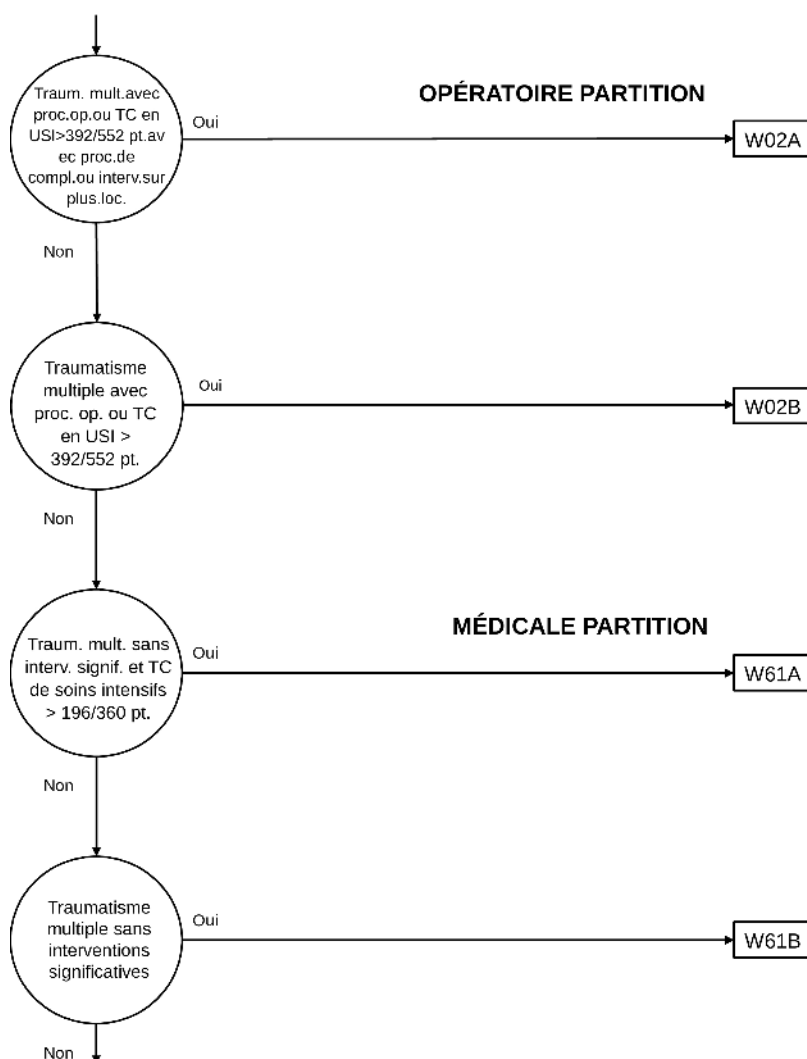 Traum. mult.avec
proc.op.ou TC en
USI>392/552 pt.av
ec proc.de
compl.ou interv.sur
plus.loc.
Oui
OPÉRATOIRE PARTITION
W02A
Non
Traumatisme
multiple avec
proc. op. ou TC
en USI >
392/552 pt.
Oui
W02B
Non
Traum. mult. sans
interv. signif. et TC
de soins intensifs
> 196/360 pt.
Oui
MÉDICALE PARTITION
W61A
Non
Traumatisme
multiple sans
interventions
significatives
Oui
W61B
Non